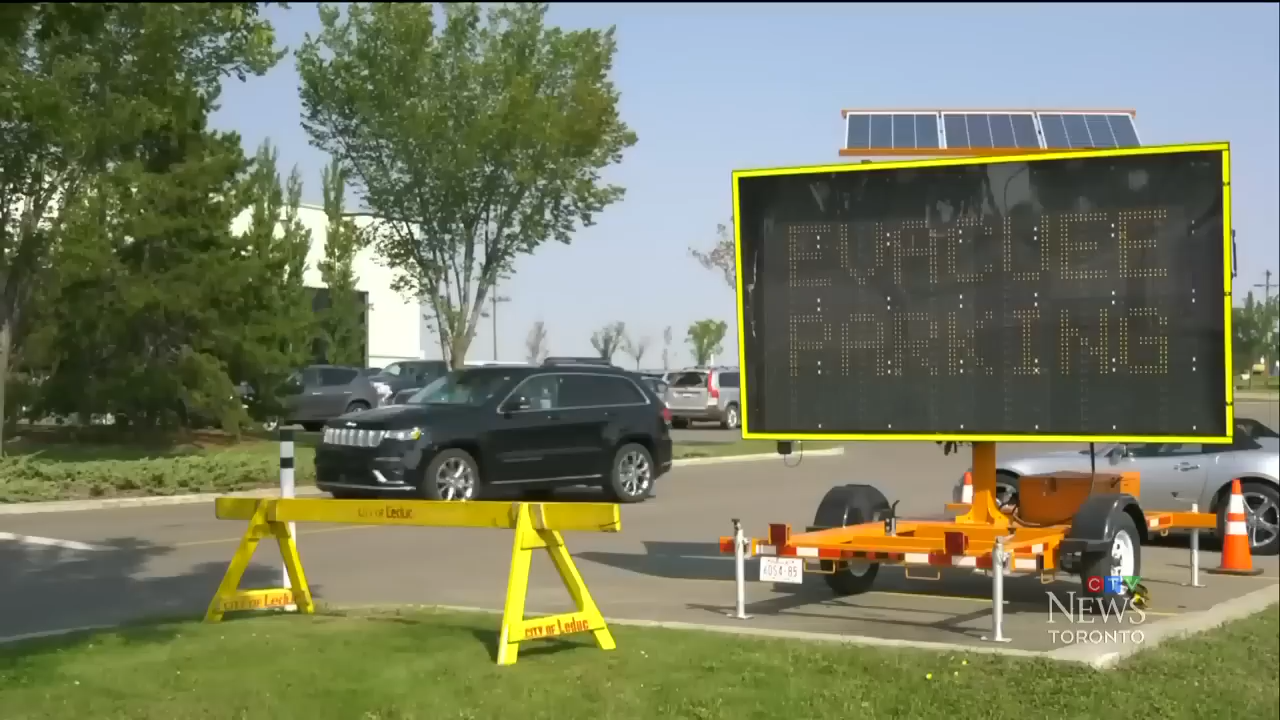 EVACUEE
PARKING
CITY OF Leduc
CITY OF Leduc
CITY OF Leduc
CTV
NEWS
TORONTO